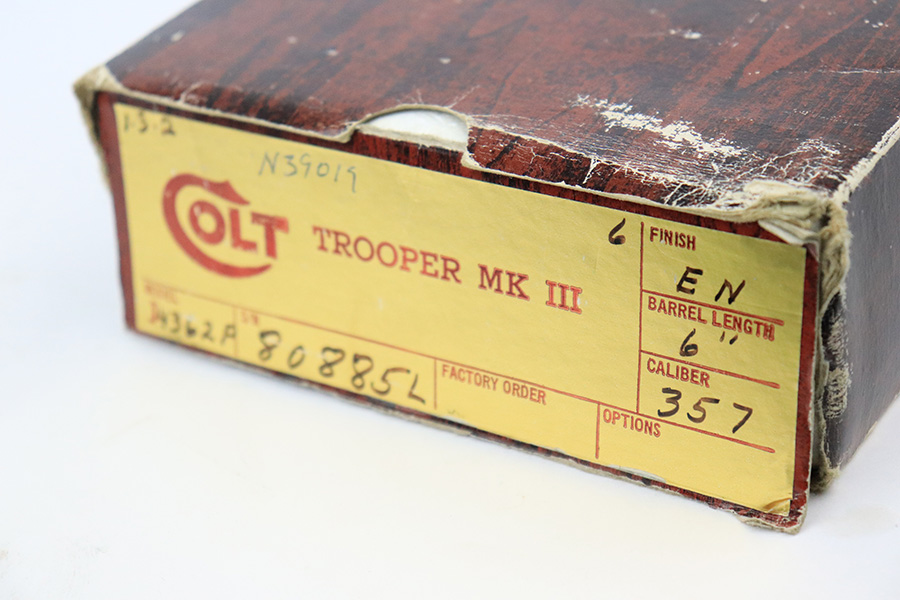 1.5.2
N39019
COLT
TROOPER MK III
6
FINISH
EN
BARREL LENGTH
6"
CALIBER
357
MODEL
S/N
80885L
FACTORY ORDER
OPTIONS